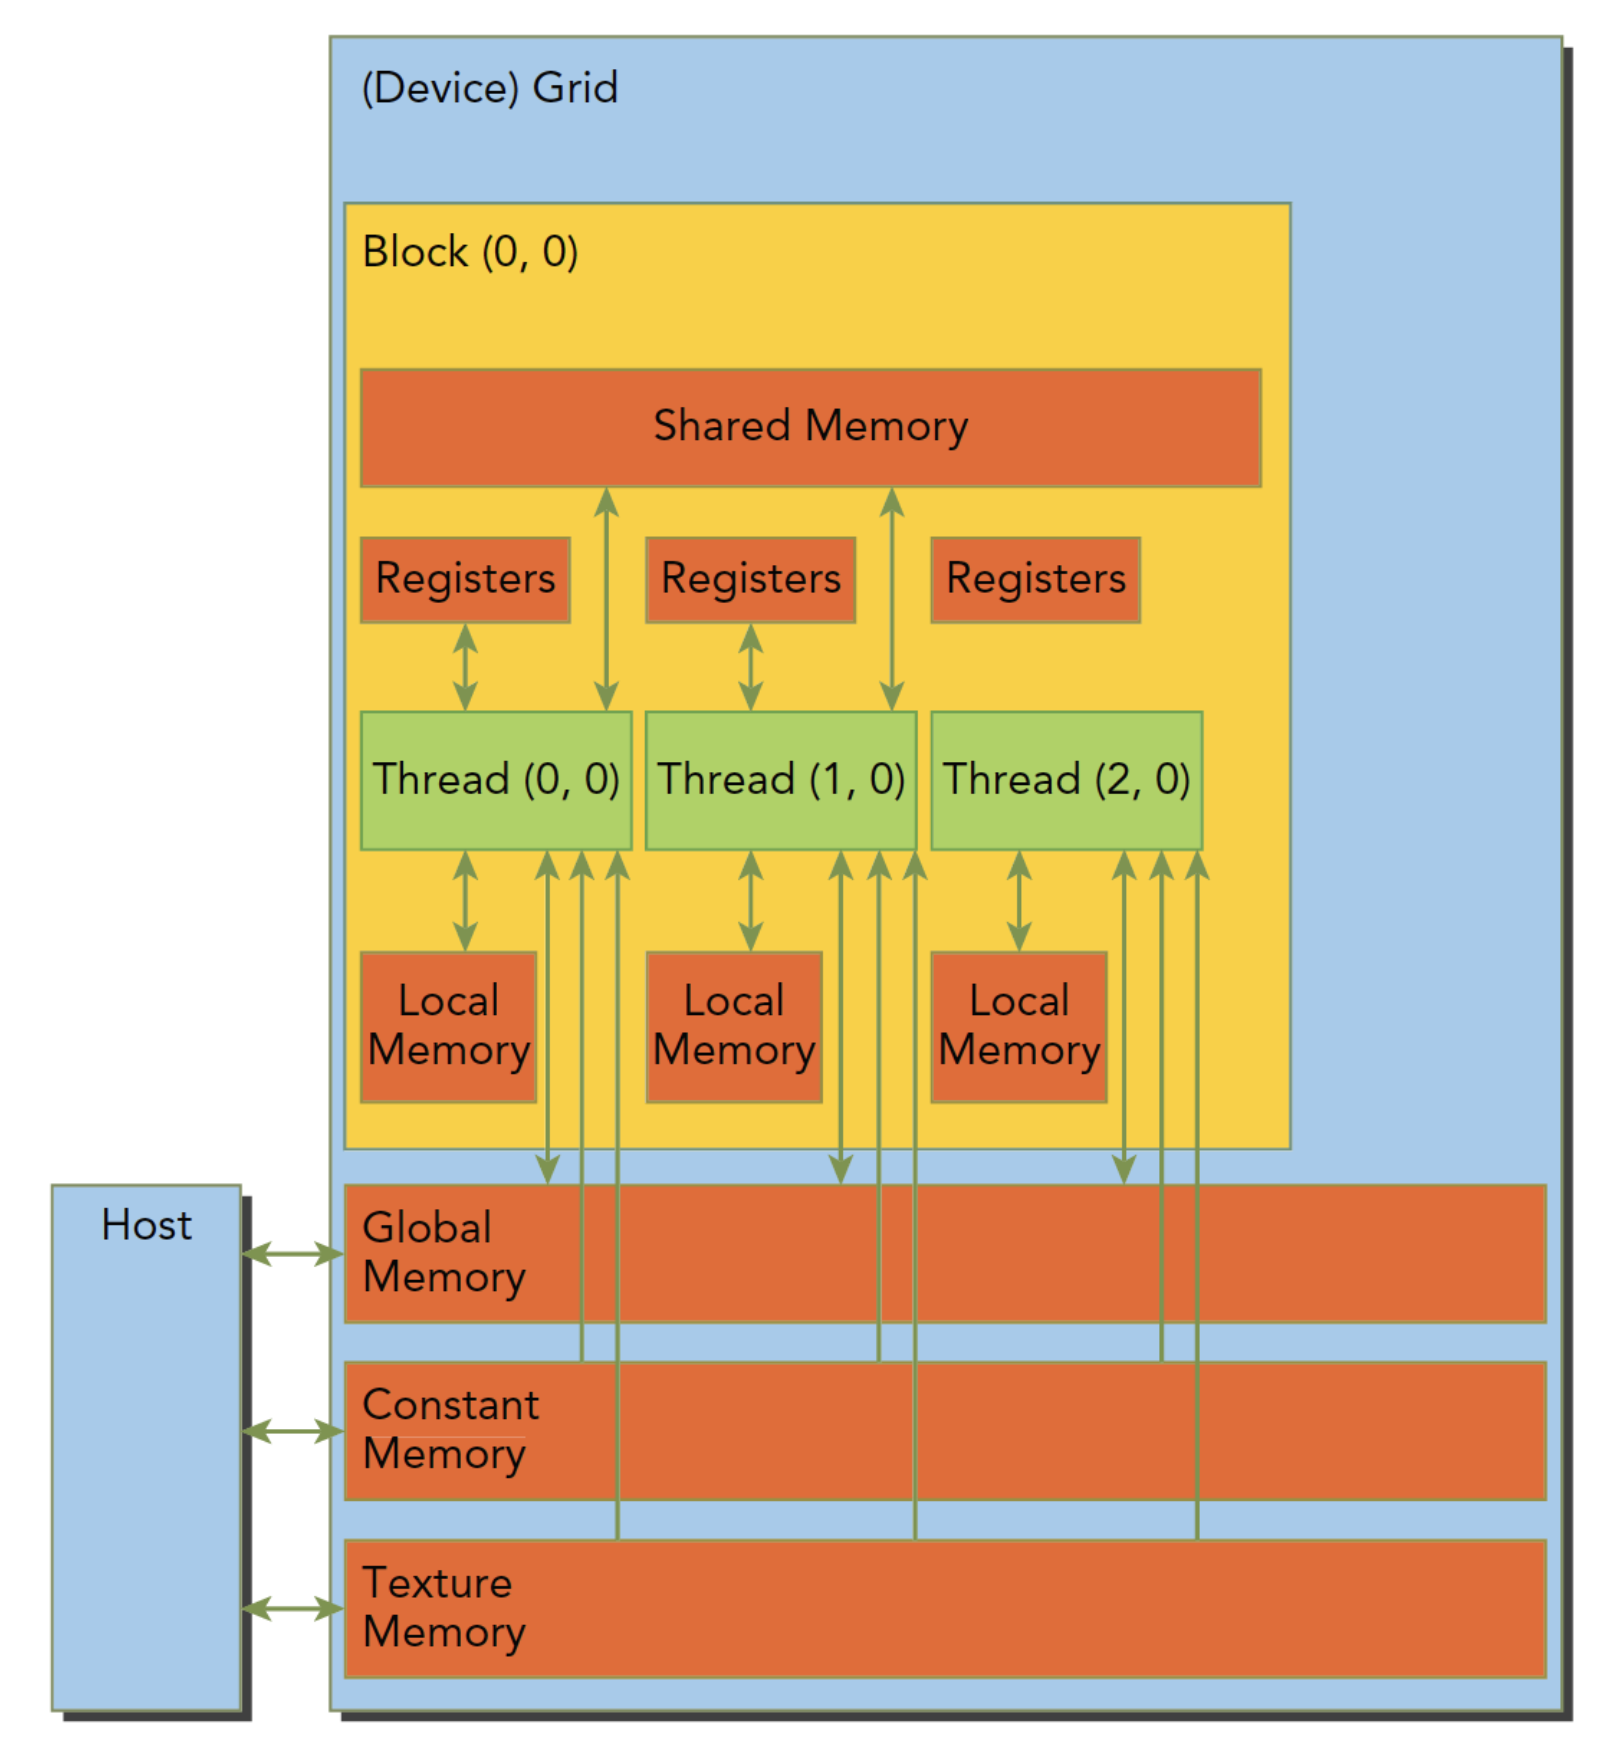 (Device) Grid
Block (0, 0)
Shared Memory
Registers
Registers
Registers
Thread (0, 0)
Thread (1, 0)
Thread (2, 0)
Local
Memory
Local
Memory
Local
Memory
Host
Global
Memory
Constant
Memory
Texture
Memory